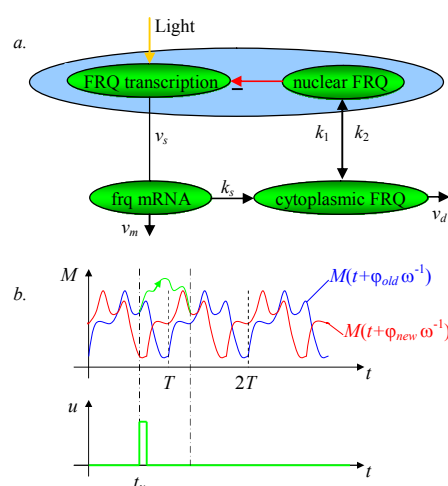 a.
Light
FRQ transcription
nuclear FRQ
v_s
k_1
k_2
frq mRNA
k_s
cytoplasmic FRQ
v_m
v_d
b.
M
M(t+φ_old ω^-1)
M(t+φ_new ω^-1)
T
2T
t
u
t